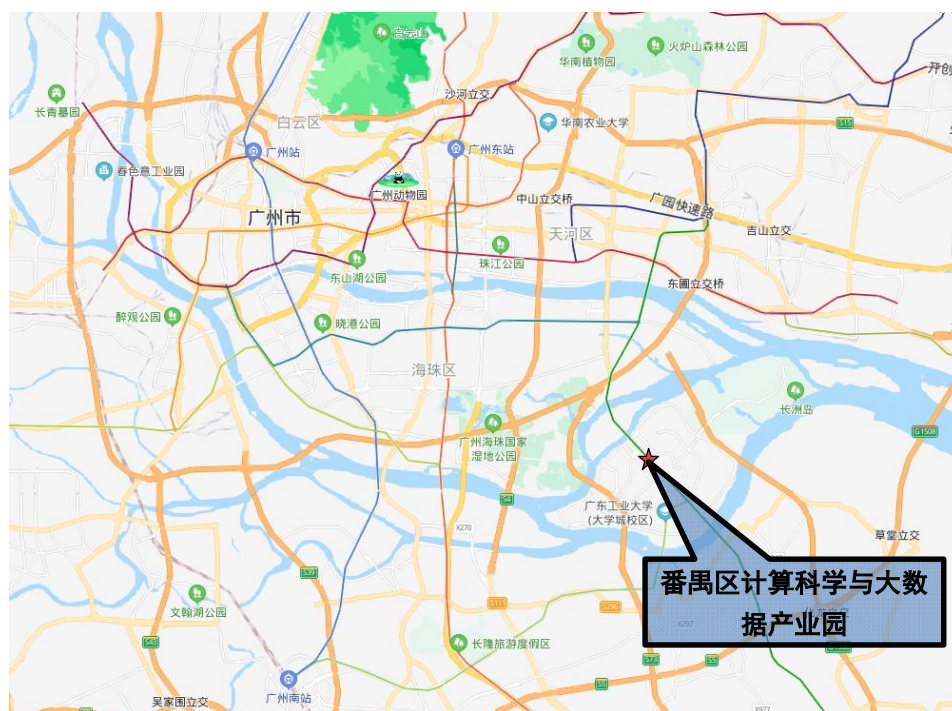 白云山
华南植物园
火炉山森林公园
开创
长青墓园
沙河立交
白云区
华南农业大学
S15
广州站
广州东站
春色意工业园
广州动物园
中山立交桥
广园快速路
广州市
天河区
吉山立交
珠江公园
东山湖公园
东圃立交桥
醉观公园
晓港公园
海珠区
长洲岛
广州海珠国家
湿地公园
G1508
S4
广东工业大学
(大学城校区)
X270
草堂立交
S39
番禺区计算科学与大数
据产业园
文翰湖公园
S111
S296
X297
S43
长隆旅游度假区
S73
S5
广州南站
S5
吴家围立交
X977